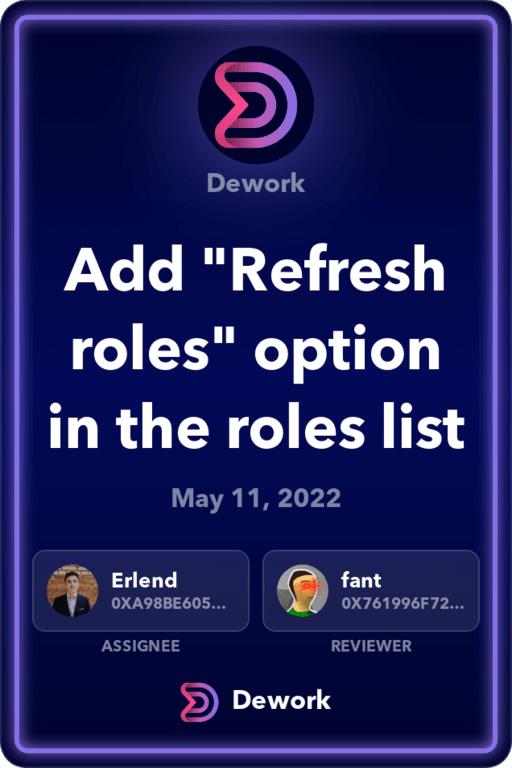 Dework
Add "Refresh
roles" option
in the roles list
May 11, 2022
Erlend
0XA98BE605...
ASSIGNEE
fant
0X761996F72...
REVIEWER
Dework